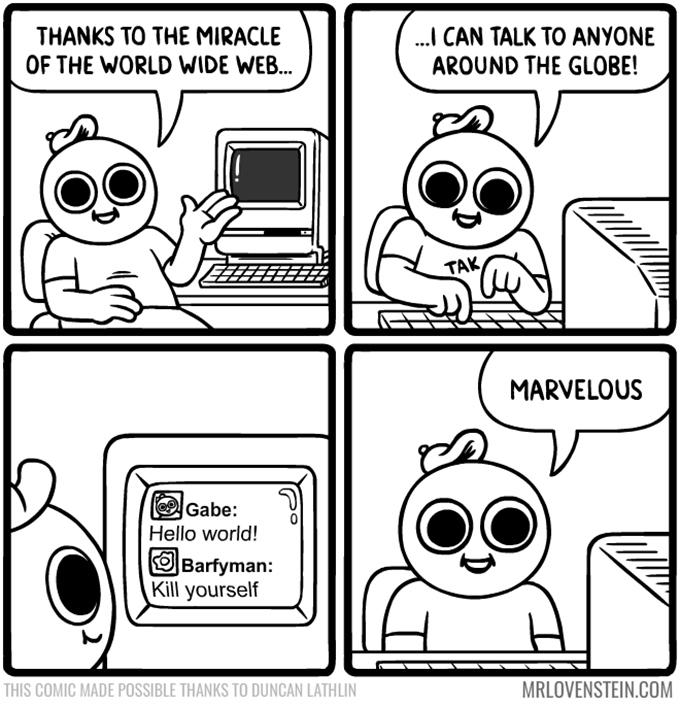 THANKS TO THE MIRACLE
OF THE WORLD WIDE WEB...
...I CAN TALK TO ANYONE
AROUND THE GLOBE!
TAK
Gabe:
Hello world!
Barfyman:
Kill yourself
MARVELOUS
THIS COMIC MADE POSSIBLE THANKS TO DUNCAN LATHLIN
MRLOVENSTEIN.COM